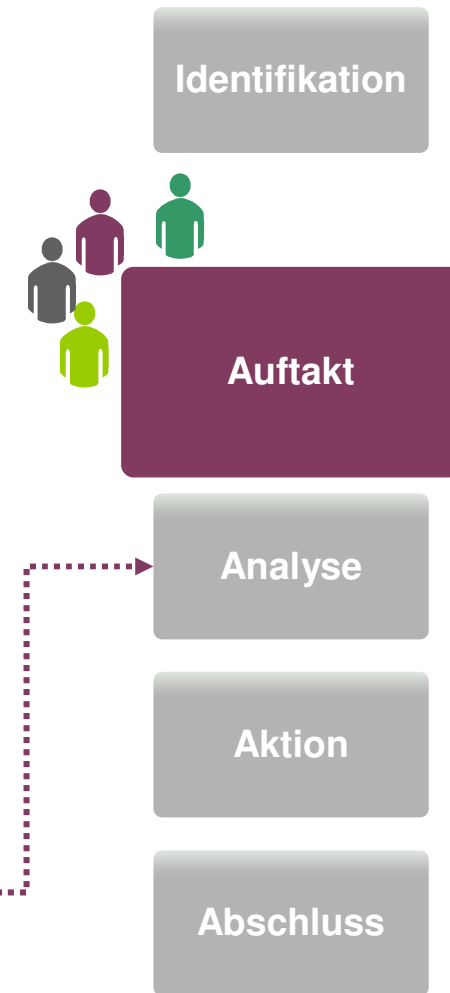 Identifikation
Auftakt
Analyse
Aktion
Abschluss